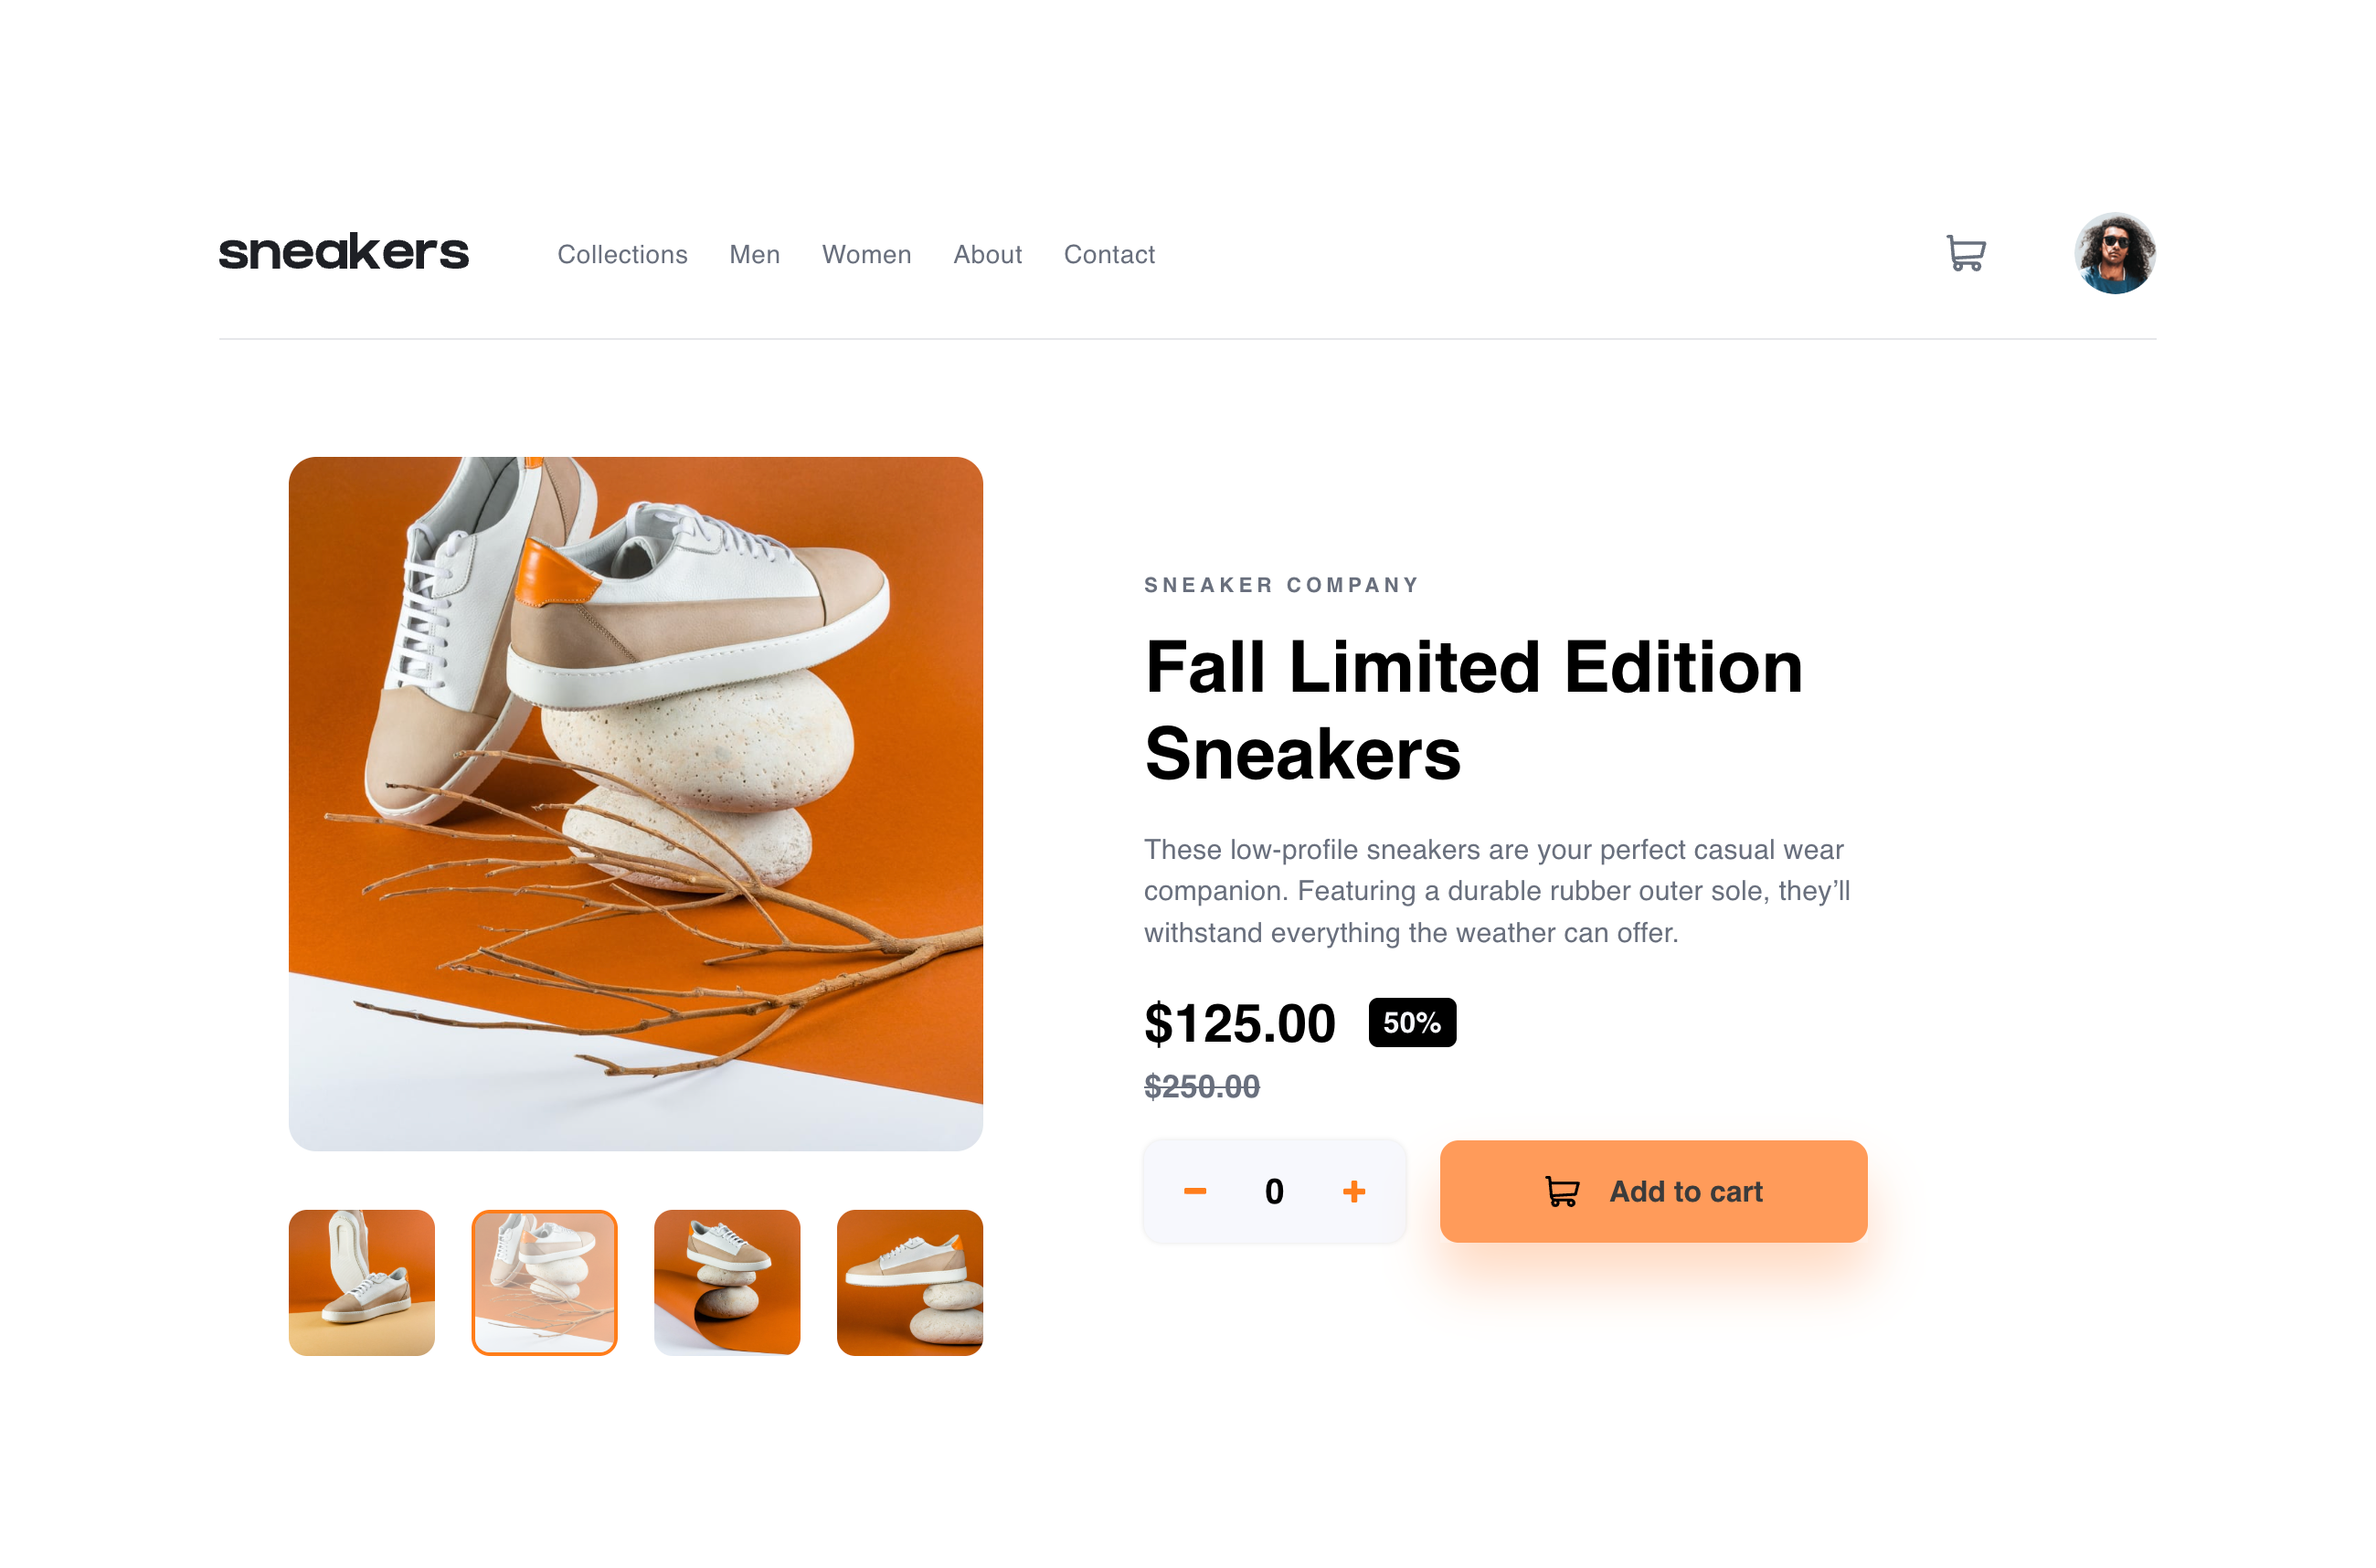 sneakers
Collections Men Women About Contact
SNEAKER COMPANY
Fall Limited Edition
Sneakers
These low-profile sneakers are your perfect casual wear
companion. Featuring a durable rubber outer sole, they’ll
withstand everything the weather can offer.
$125.00 50%
$250.00
0
Add to cart